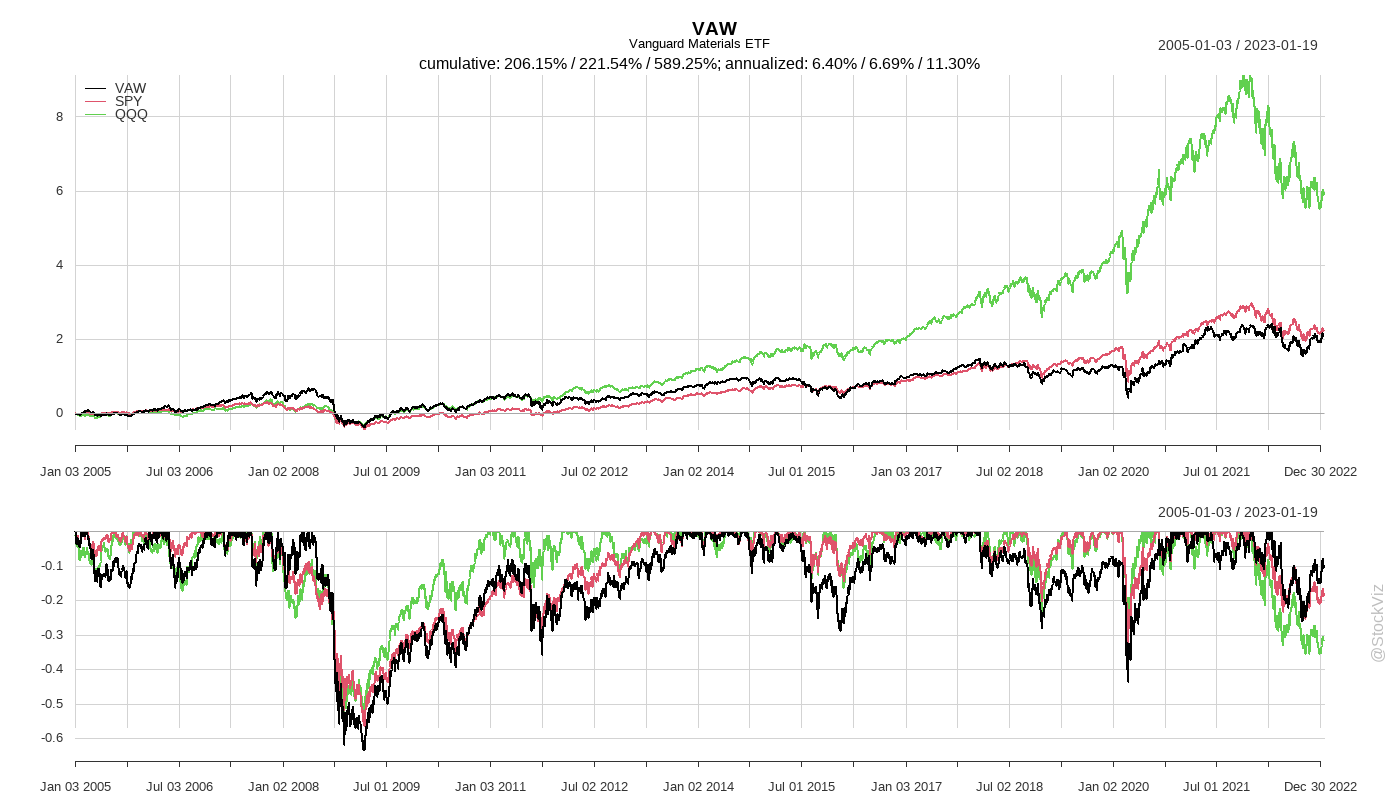 VAW
Vanguard Materials ETF
2005-01-03 / 2023-01-19
cumulative: 206.15% / 221.54% / 589.25%; annualized: 6.40% / 6.69% / 11.30%
VAW
SPY
QQQ
8
6
4
2
0
Jan 03 2005 Jul 03 2006 Jan 02 2008 Jul 01 2009 Jan 03 2011 Jul 02 2012 Jan 02 2014 Jul 01 2015 Jan 03 2017 Jul 02 2018 Jan 02 2020 Jul 01 2021 Dec 30 2022
2005-01-03 / 2023-01-19
-0.1
-0.2
-0.3
-0.4
-0.5
-0.6
Jan 03 2005 Jul 03 2006 Jan 02 2008 Jul 01 2009 Jan 03 2011 Jul 02 2012 Jan 02 2014 Jul 01 2015 Jan 03 2017 Jul 02 2018 Jan 02 2020 Jul 01 2021 Dec 30 2022
@StockViz